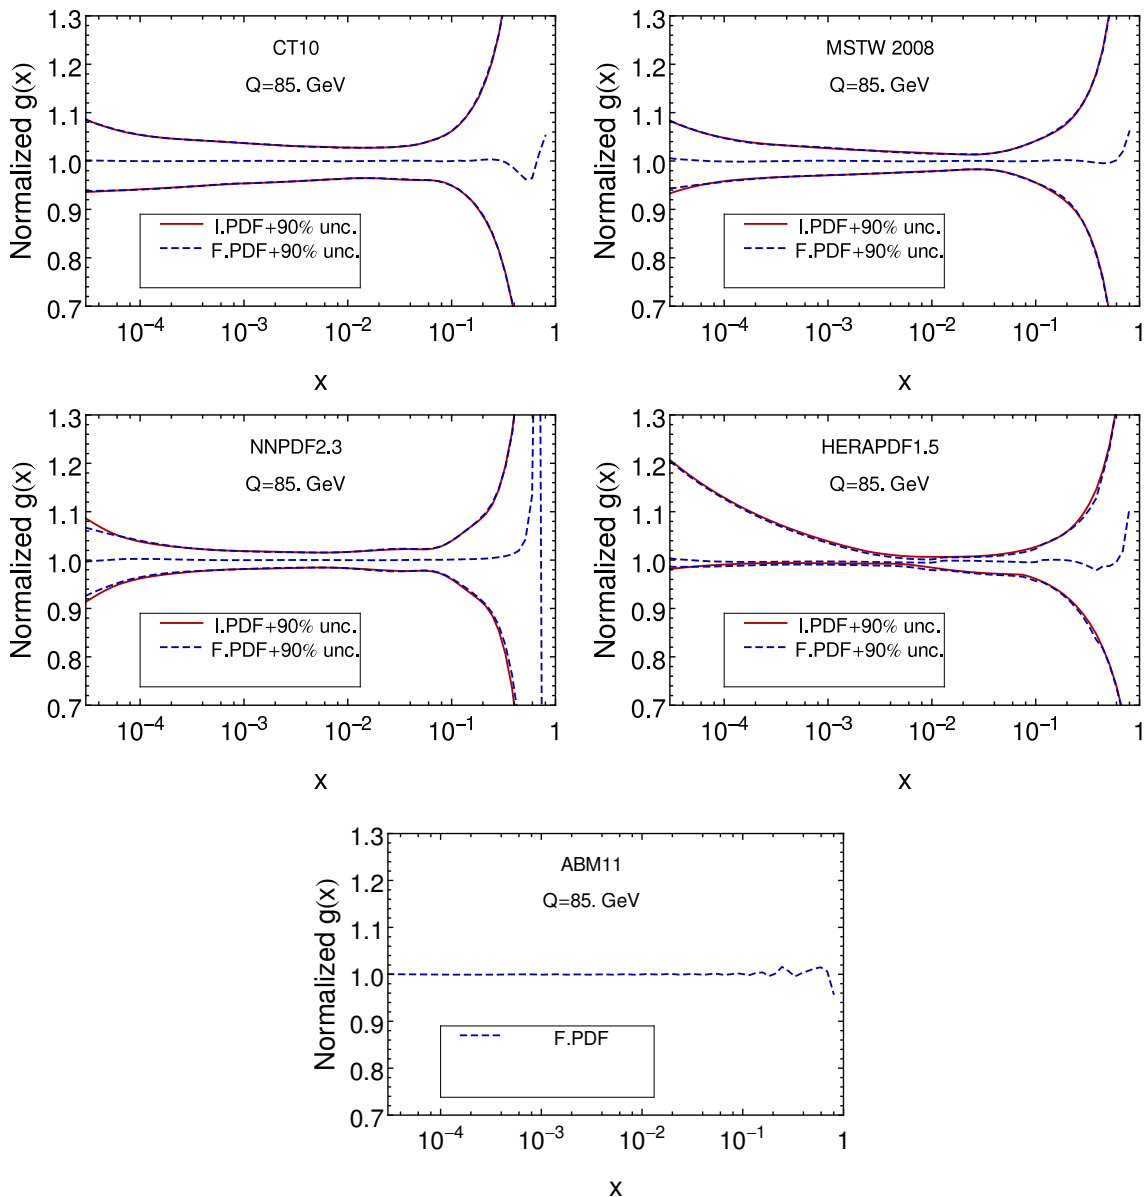 CT10
Q=85. GeV
Normalized g(x)
1.3
1.2
1.1
1.0
0.9
0.8
0.7
I.PDF+90% unc.
F.PDF+90% unc.
10−4 10−3 10−2 10−1 1
x
MSTW 2008
Q=85. GeV
Normalized g(x)
1.3
1.2
1.1
1.0
0.9
0.8
0.7
I.PDF+90% unc.
F.PDF+90% unc.
10−4 10−3 10−2 10−1 1
x
NNPDF2.3
Q=85. GeV
Normalized g(x)
1.3
1.2
1.1
1.0
0.9
0.8
0.7
I.PDF+90% unc.
F.PDF+90% unc.
10−4 10−3 10−2 10−1 1
x
HERAPDF1.5
Q=85. GeV
Normalized g(x)
1.3
1.2
1.1
1.0
0.9
0.8
0.7
I.PDF+90% unc.
F.PDF+90% unc.
10−4 10−3 10−2 10−1 1
x
ABM11
Q=85. GeV
Normalized g(x)
1.3
1.2
1.1
1.0
0.9
0.8
0.7
F.PDF
10−4 10−3 10−2 10−1 1
x